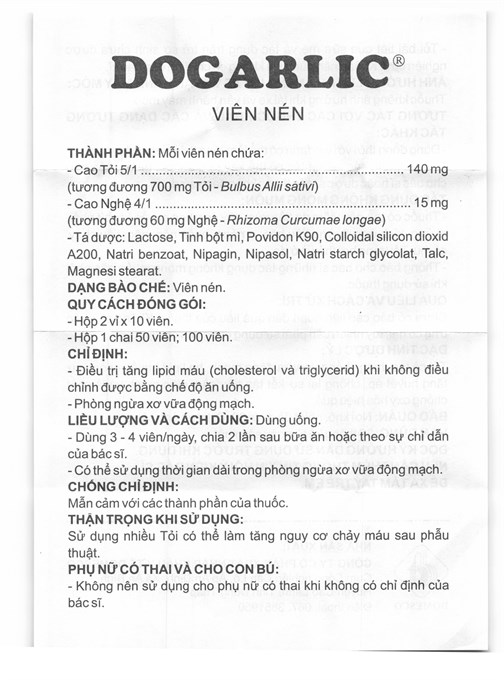 DOGARLIC®
VIÊN NÉN
THÀNH PHẦN: Mỗi viên nén chứa:
- Cao Tỏi 5/1 140 mg
(tương đương 700 mg Tỏi - Bulbus Allii sativi)
- Cao Nghệ 4/1 15 mg
(tương đương 60 mg Nghệ - Rhizoma Curcumae longae)
- Tá dược: Lactose, Tinh bột mì, Povidon K90, Colloidal silicon dioxid
A200, Natri benzoat, Nipagin, Nipasol, Natri starch glycolat, Talc,
Magnesi stearat.
DẠNG BÀO CHẾ: Viên nén.
QUY CÁCH ĐÓNG GÓI:
- Hộp 2 vỉ x 10 viên.
- Hộp 1 chai 50 viên; 100 viên.
CHỈ ĐỊNH:
- Điều trị tăng lipid máu (cholesterol và triglycerid) khi không điều
chỉnh được bằng chế độ ăn uống.
- Phòng ngừa xơ vữa động mạch.
LIỀU LƯỢNG VÀ CÁCH DÙNG: Dùng uống.
- Dùng 3 - 4 viên/ngày, chia 2 lần sau bữa ăn hoặc theo sự chỉ dẫn
của bác sĩ.
- Có thể sử dụng thời gian dài trong phòng ngừa xơ vữa động mạch.
CHỐNG CHỈ ĐỊNH:
Mẫn cảm với các thành phần của thuốc.
THẬN TRỌNG KHI SỬ DỤNG:
Sử dụng nhiều Tỏi có thể làm tăng nguy cơ chảy máu sau phẫu
thuật.
PHỤ NỮ CÓ THAI VÀ CHO CON BÚ:
- Không nên sử dụng cho phụ nữ có thai khi không có chỉ định của
bác sĩ.